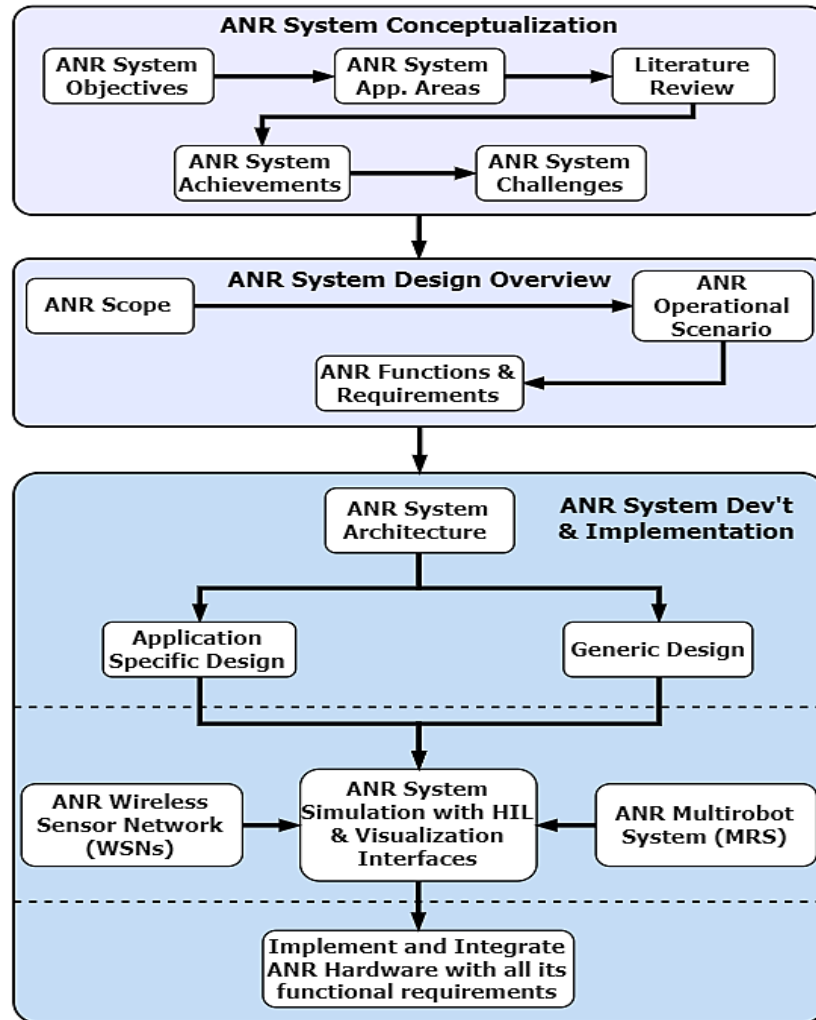 ANR System Conceptualization
ANR System
Objectives
ANR System
App. Areas
Literature
Review
ANR System
Achievements
ANR System
Challenges
ANR System Design Overview
ANR Scope
ANR
Operational
Scenario
ANR Functions &
Requirements
ANR System Dev't
& Implementation
ANR System
Architecture
Application
Specific Design
Generic Design
ANR Wireless
Sensor Network
(WSNs)
ANR System
Simulation with HIL
& Visualization
Interfaces
ANR Multirobot
System (MRS)
Implement and Integrate
ANR Hardware with all its
functional requirements